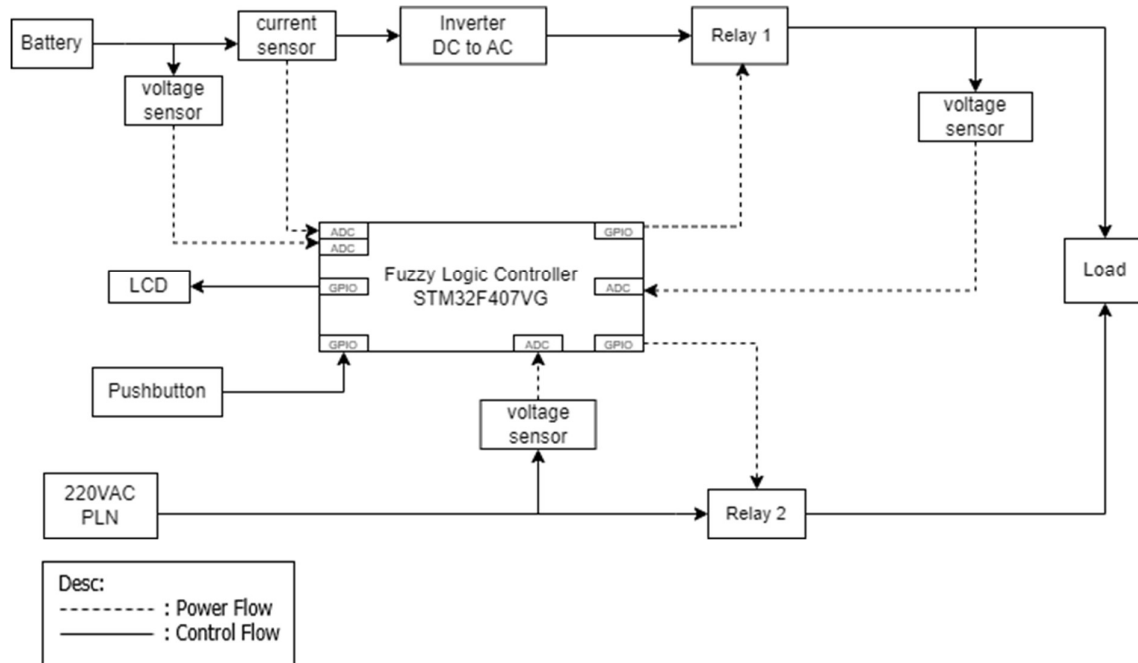 Battery
current
sensor
Inverter
DC to AC
Relay 1
voltage
sensor
voltage
sensor
ADC
ADC
GPIO
Fuzzy Logic Controller
STM32F407VG
GPIO
ADC
LCD
Load
GPIO
ADC
GPIO
Pushbutton
voltage
sensor
220VAC
PLN
Relay 2
Desc:
: Power Flow
: Control Flow